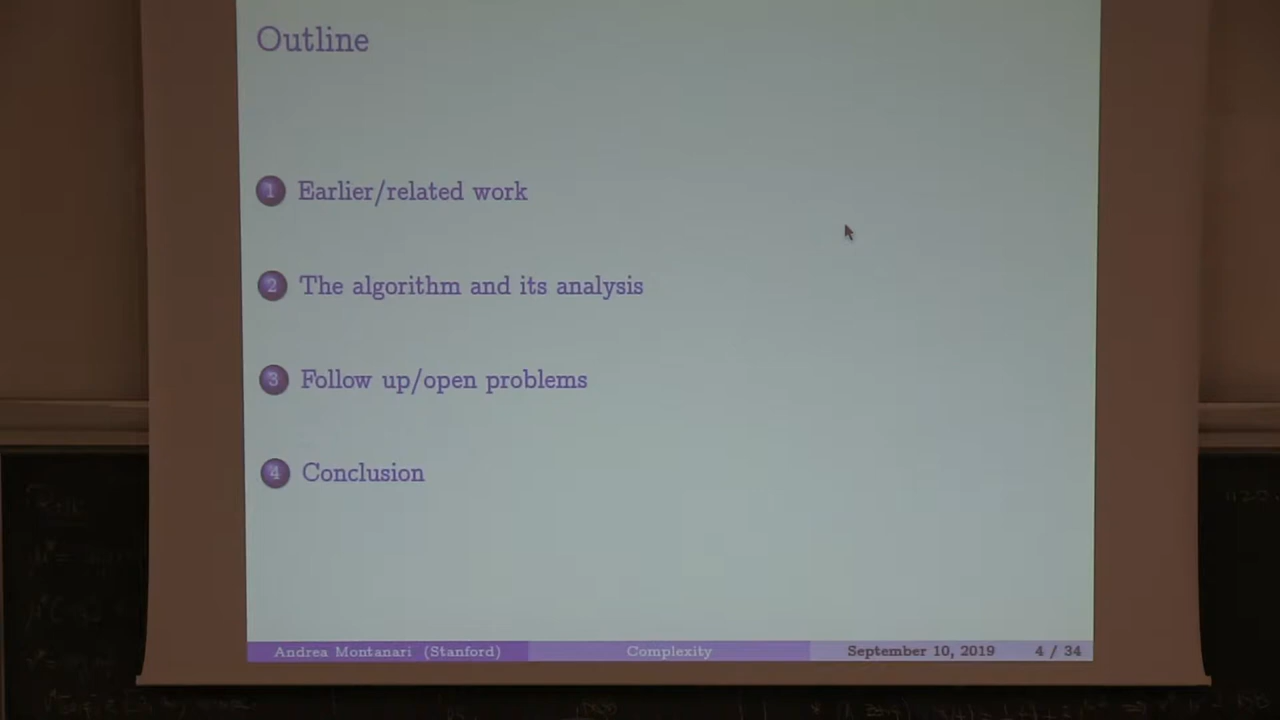 Outline
1 Earlier/related work
2 The algorithm and its analysis
3 Follow up/open problems
4 Conclusion
Andrea Montanari (Stanford) Complexity September 10, 2019 4 / 34